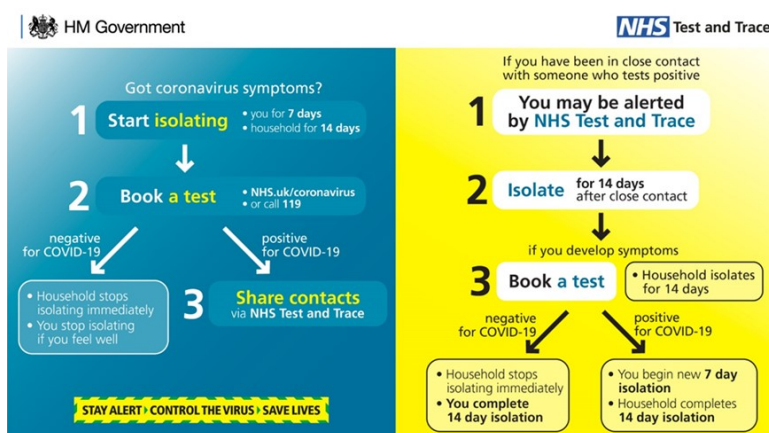 HM Government
NHS Test and Trace
Got coronavirus symptoms?
1
Start isolating
• you for 7 days
• household for 14 days
2
Book a test
• NHS.uk/coronavirus
• or call 119
negative
for COVID-19
positive
for COVID-19
• Household stops
isolating immediately
• You stop isolating
if you feel well
3
Share contacts
via NHS Test and Trace
STAY ALERT CONTROL THE VIRUS SAVE LIVES
If you have been in close contact
with someone who tests positive
1
You may be alerted
by NHS Test and Trace
2
Isolate
for 14 days
after close contact
if you develop symptoms
3
Book a test
• Household isolates
for 14 days
negative
for COVID-19
positive
for COVID-19
• Household stops
isolating immediately
• You complete
14 day isolation
• You begin new 7 day
isolation
• Household completes
14 day isolation